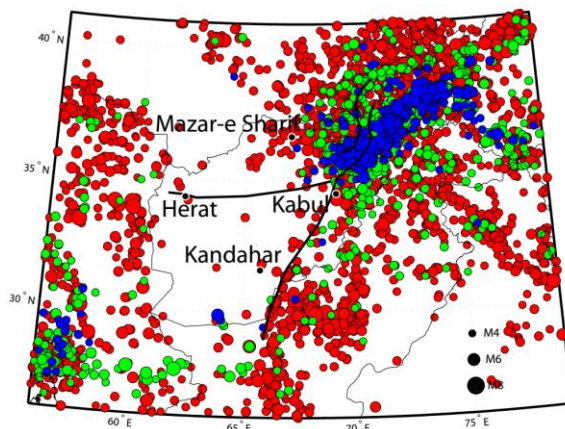 40° N
Mazar-e Sharif
35° N
Herat
Kabul
Kandahar
30° N
M4
M6
M8
60° E
65° E
70° E
75° E